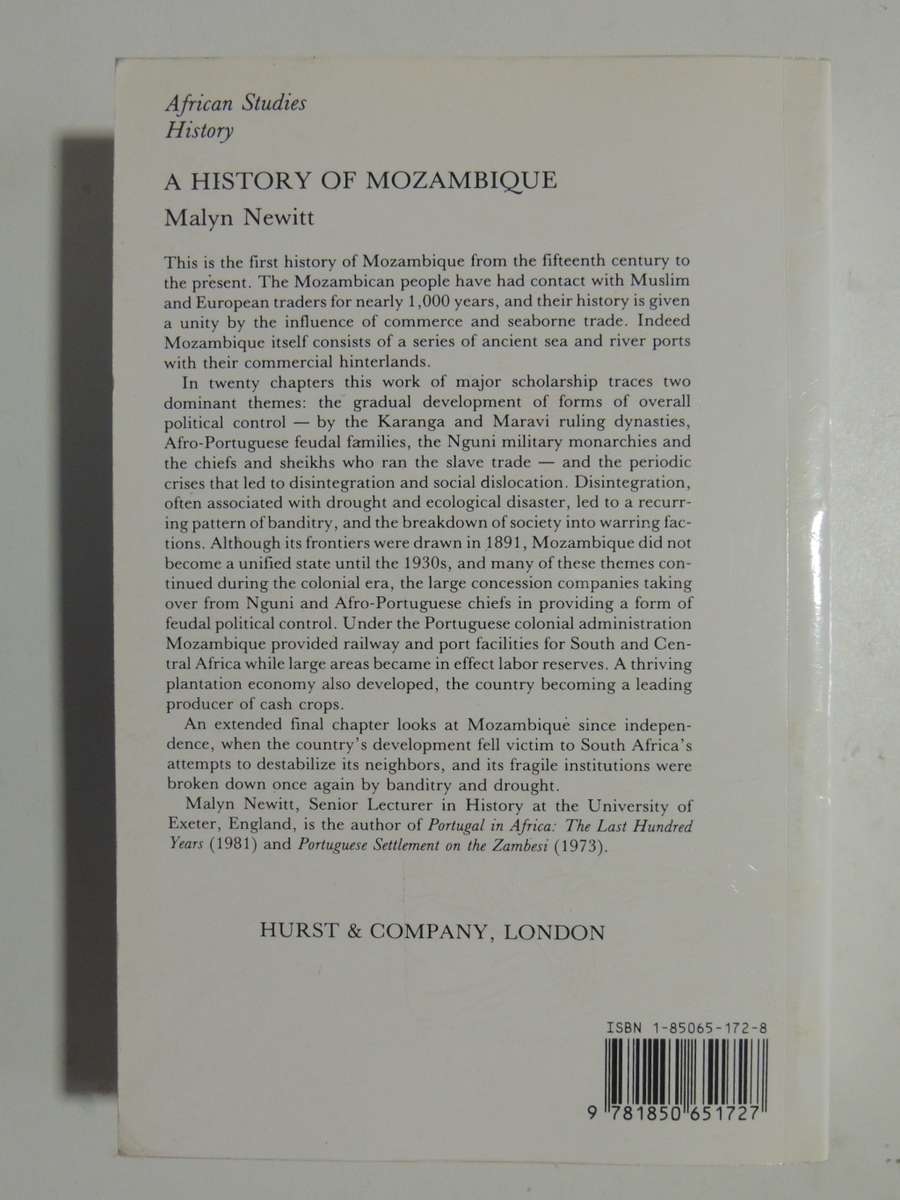 African Studies
History
A HISTORY OF MOZAMBIQUE
Malyn Newitt
This is the first history of Mozambique from the fifteenth century to
the present. The Mozambican people have had contact with Muslim
and European traders for nearly 1,000 years, and their history is given
a unity by the influence of commerce and seaborne trade. Indeed
Mozambique itself consists of a series of ancient sea and river ports
with their commercial hinterlands.
In twenty chapters this work of major scholarship traces two
dominant themes: the gradual development of forms of overall
political control — by the Karanga and Maravi ruling dynasties,
Afro-Portuguese feudal families, the Nguni military monarchies and
the chiefs and sheikhs who ran the slave trade — and the periodic
crises that led to disintegration and social dislocation. Disintegration,
often associated with drought and ecological disaster, led to a recurr-
ing pattern of banditry, and the breakdown of society into warring fac-
tions. Although its frontiers were drawn in 1891, Mozambique did not
become a unified state until the 1930s, and many of these themes con-
tinued during the colonial era, the large concession companies taking
over from Nguni and Afro-Portuguese chiefs in providing a form of
feudal political control. Under the Portuguese colonial administration
Mozambique provided railway and port facilities for South and Cen-
tral Africa while large areas became in effect labor reserves. A thriving
plantation economy also developed, the country becoming a leading
producer of cash crops.
An extended final chapter looks at Mozambique since indepen-
dence, when the country's development fell victim to South Africa's
attempts to destabilize its neighbors, and its fragile institutions were
broken down once again by banditry and drought.
Malyn Newitt, Senior Lecturer in History at the University of
Exeter, England, is the author of Portugal in Africa: The Last Hundred
Years (1981) and Portuguese Settlement on the Zambesi (1973).
HURST & COMPANY, LONDON
ISBN 1-85065-172-8
9 781850 651727